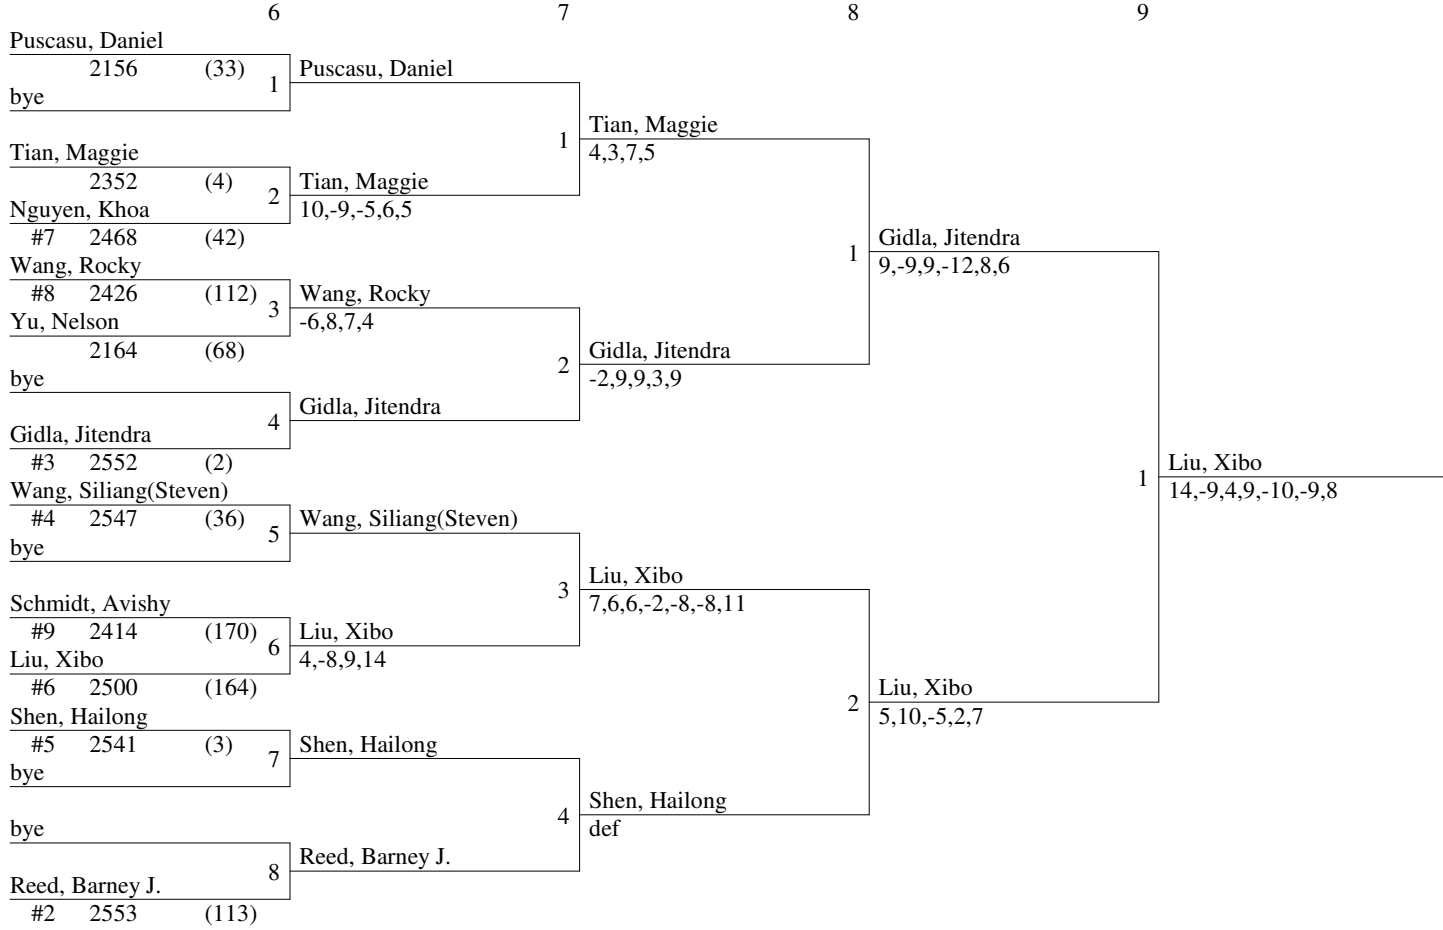 6 7 8 9
Puscasu, Daniel
2156 (33)
1
bye
Puscasu, Daniel
Tian, Maggie
2352 (4)
2
Nguyen, Khoa
#7 2468 (42)
Tian, Maggie
10,-9,-5,6,5
1
Tian, Maggie
4,3,7,5
Wang, Rocky
#8 2426 (112)
3
Yu, Nelson
2164 (68)
Wang, Rocky
-6,8,7,4
bye
4
Gidla, Jitendra
#3 2552 (2)
Gidla, Jitendra
2
Gidla, Jitendra
-2,9,9,3,9
1
Gidla, Jitendra
9,-9,9,-12,8,6
Wang, Siliang(Steven)
#4 2547 (36)
5
bye
Wang, Siliang(Steven)
Schmidt, Avishy
#9 2414 (170)
6
Liu, Xibo
#6 2500 (164)
Liu, Xibo
4,-8,9,14
3
Liu, Xibo
7,6,6,-2,-8,-8,11
Shen, Hailong
#5 2541 (3)
7
bye
Shen, Hailong
bye
8
Reed, Barney J.
#2 2553 (113)
Reed, Barney J.
4
Shen, Hailong
def
2
Liu, Xibo
5,10,-5,2,7
1
Liu, Xibo
14,-9,4,9,-10,-9,8